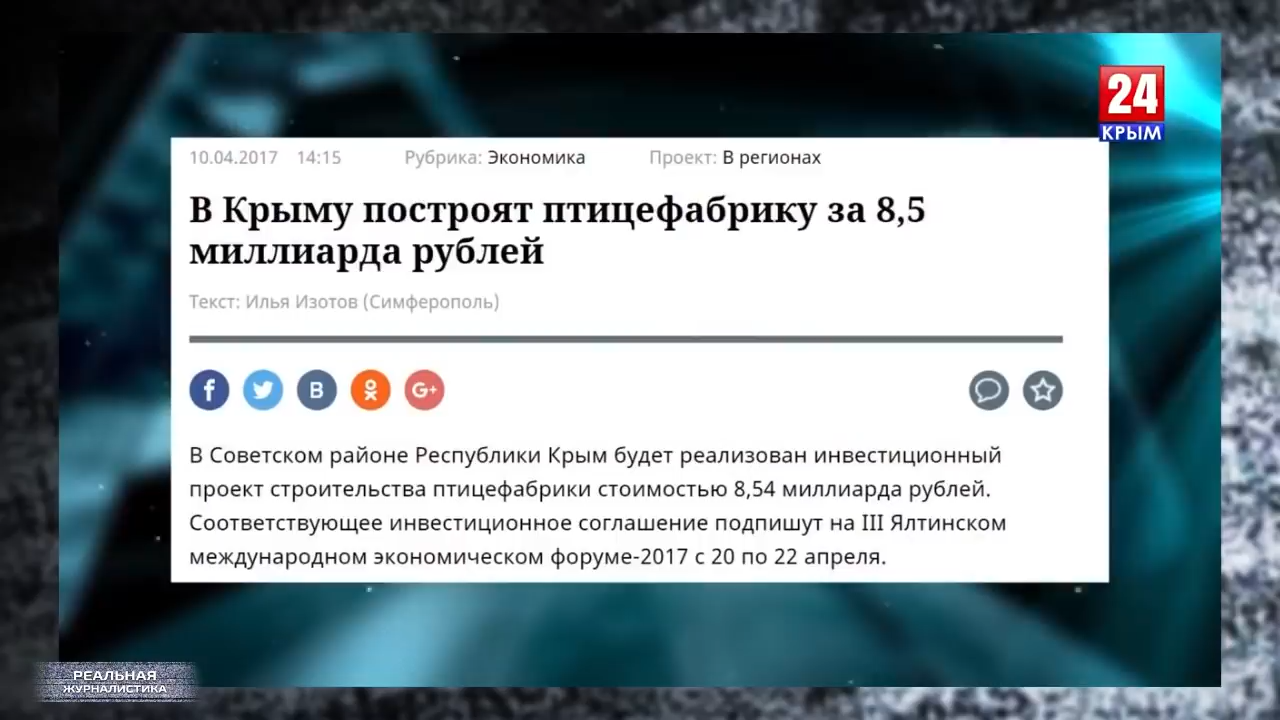 24
КРЫМ
10.04.2017 14:15 Рубрика: Экономика Проект: В регионах
В Крыму построят птицефабрику за 8,5
миллиарда рублей
Текст: Илья Изотов (Симферополь)
f B G+
В Советском районе Республики Крым будет реализован инвестиционный
проект строительства птицефабрики стоимостью 8,54 миллиарда рублей.
Соответствующее инвестиционное соглашение подпишут на III Ялтинском
международном экономическом форуме-2017 с 20 по 22 апреля.
РЕАЛЬНАЯ
ЖУРНАЛИСТИКА